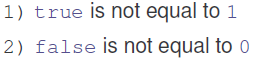 1) true is not equal to 1
2) false is not equal to 0